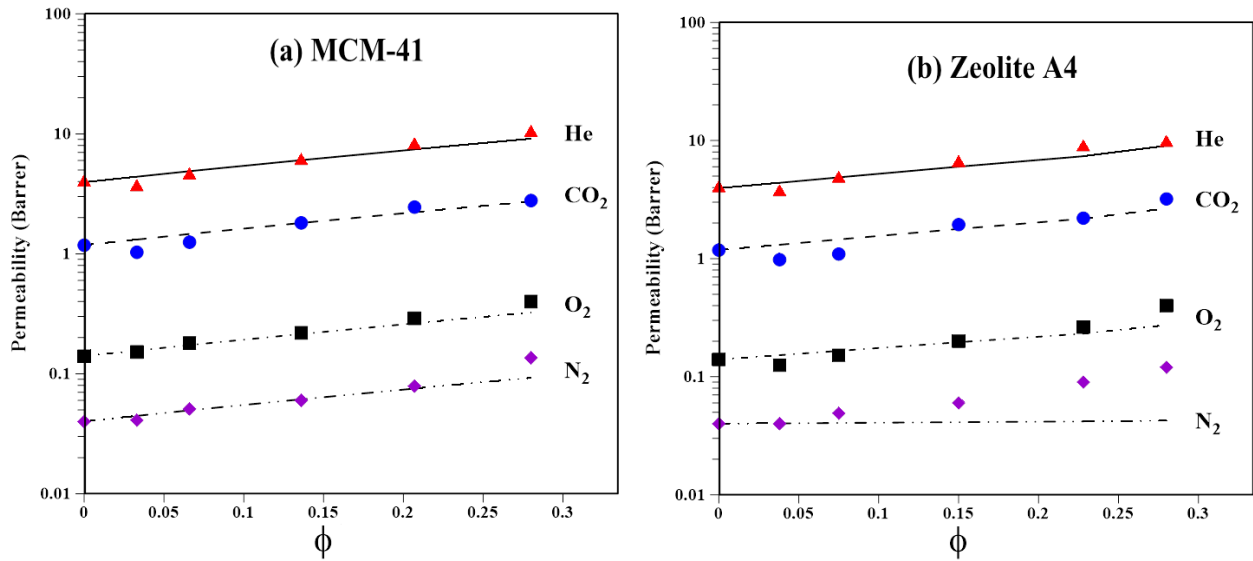 (a) MCM-41
Permeability (Barrer)
100
10
1
0.1
0.01
He
CO₂
O₂
N₂
0 0.05 0.1 0.15 0.2 0.25 0.3
ϕ
(b) Zeolite A4
Permeability (Barrer)
100
10
1
0.1
0.01
He
CO₂
O₂
N₂
0 0.05 0.1 0.15 0.2 0.25 0.3
ϕ